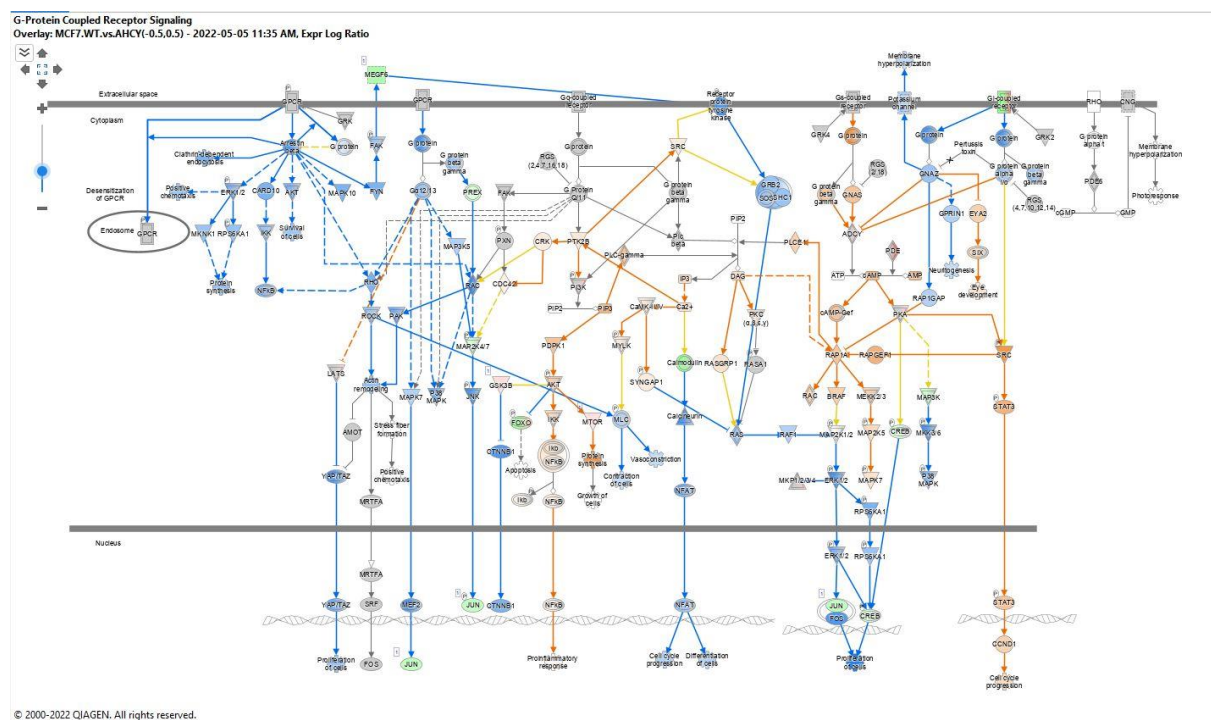 G-Protein Coupled Receptor Signaling
Overlay: MCF7.WT.vs.AHCY(-0.5,0.5) - 2022-05-05 11:35 AM, Expr Log Ratio
Extracellular space
Cytoplasm
MEGF6
GPCR
GPCR
Gq-coupled
receptor
Receptor
protein
tyrosine
kinase
Membrane
hyperpolarization
Potassium
channel
Gs-coupled
receptor
Gi-coupled
receptor
RHO
CNG
GRK
Arrestin
beta
G protein
FAK
G protein
G protein
SRC
GRK4
G protein
G protein
G protein
GRK2
G protein
alpha t
Membrane
hyperpolarization
Clathrin-dependent
endocytosis
G protein
beta
gamma
RGS
(2,4,7,16,18)
Pertussis
toxin
Desensitization
of GPCR
Positive
chemotaxis
ERK1/2
CARD10
AKT
MAPK10
FYN
Gα12/13
PREX
PAK4
G Protein
Q/11
G protein
beta
gamma
GRB2
SOS
SHC1
G protein
beta
gamma
GNAS
RGS
GNAZ
G protein
beta
gamma
PDE6
Photoresponse
Endosome
GPCR
MKNK1
RPS6KA1
IKK
Survival
of cells
MAP3K5
PXN
CRK
PTK2B
Plc
beta
PIP2
PLCE1
ADCY
GPRIN1
EYA2
RGS
(4,7,10,12,14)
cGMP
GMP
PLC-gamma
PDE
SIX
Protein
synthesis
NFkB
RHO
RAC
CDC42
PI3K
IP3
DAG
ATP
cAMP
AMP
Neuritogenesis
Eye
development
ROCK
PAK
PIP2
PIP3
CaMK-II/IV
Ca2+
PKC
(α,β,ε,γ)
cAMP-Gef
PKA
RAP1GAP
MAP2K4/7
PDPK1
MYLK
Calmodulin
RASGRP1
RASA1
RAP1A
SRC
LATS
Actin
remodeling
MAPK7
P38
MAPK
JNK
GSK3B
AKT
SYNGAP1
RAC
BRAF
MEKK2/3
MAP3K
STAT3
AMOT
Stress fiber
formation
FOXO
IKK
MTOR
MLC
Calcineurin
RAS
RAF1
MAP2K1/2
MAP2K5
CREB
MKK3/6
CTNNB1
Ikb
NFkB
Protein
synthesis
Vasoconstriction
YAP/TAZ
Positive
chemotaxis
Apoptosis
Contraction
of cells
MKP1/2/3/4
ERK1/2
MAPK7
P38
MAPK
MRTFA
Ikb
NFkB
Growth of
cells
NFAT
RPS6KA1
Nucleus
ERK1/2
RPS6KA1
MRTFA
YAP/TAZ
SRF
MEF2
JUN
CTNNB1
NFkB
NFAT
JUN
FOS
CREB
STAT3
Proliferation
of cells
FOS
JUN
Proinflammatory
response
Cell cycle
progression
Differentiation
of cells
Proliferation
of cells
CCND1
Cell cycle
progression
© 2000-2022 QIAGEN. All rights reserved.